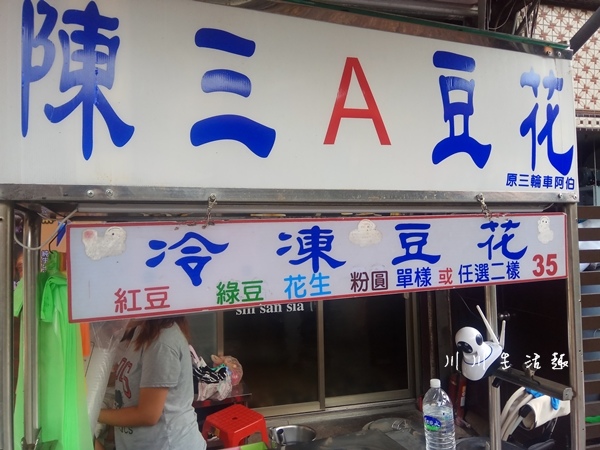 陳三A豆花
原三輪車阿伯
冷凍豆花
紅豆 綠豆 花生 粉圓 單樣或任選二樣 35
sin san sia
川川生活趣